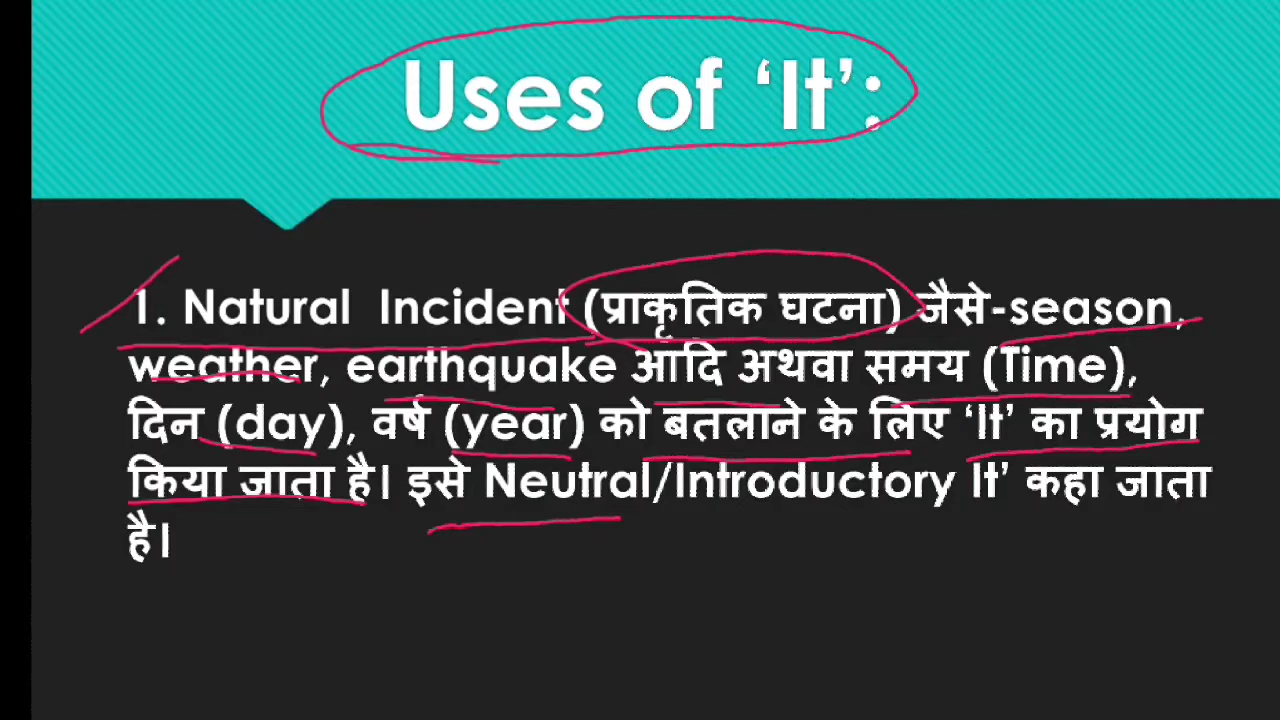 Uses of ‘It’:
1. Natural Incident (प्राकृतिक घटना) जैसे-season,
weather, earthquake आदि अथवा समय (Time),
दिन (day), वर्ष (year) को बतलाने के लिए ‘It’ का प्रयोग
किया जाता है। इसे Neutral/Introductory It’ कहा जाता
है।